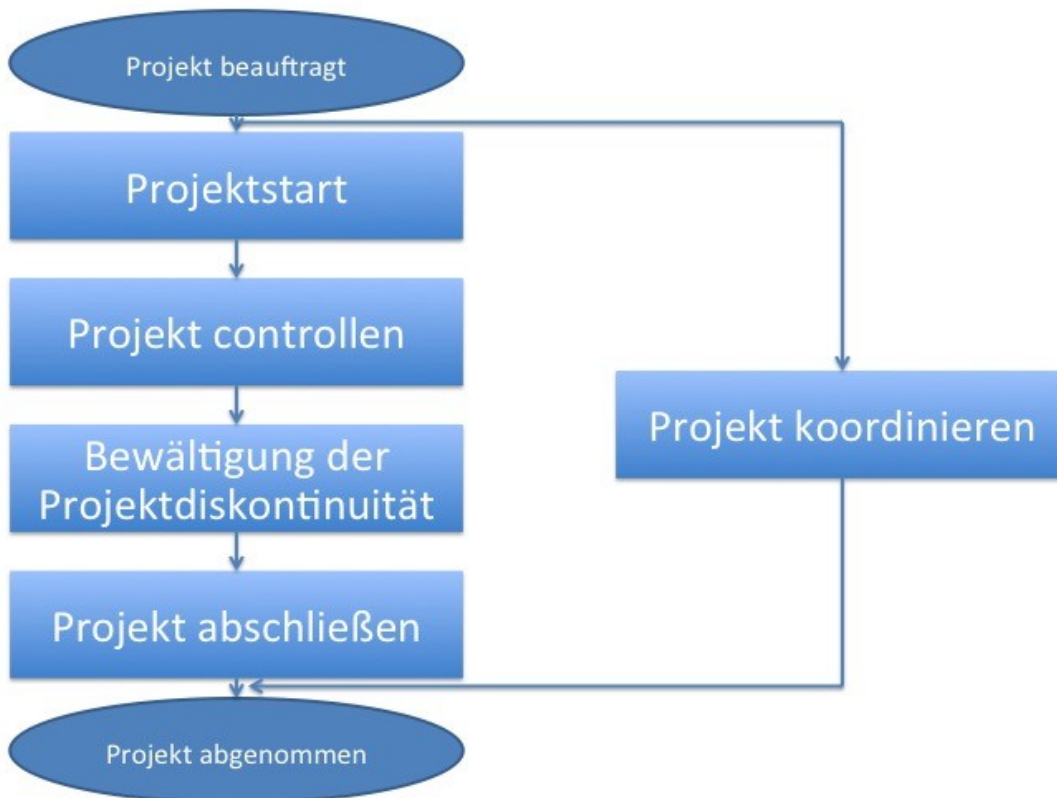 Projekt beauftragt
Projektstart
Projekt controllen
Bewältigung der
Projektdiskontinuität
Projekt abschließen
Projekt koordinieren
Projekt abgenommen